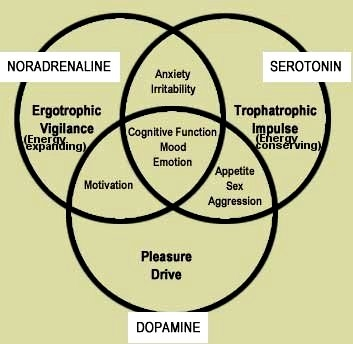 NORADRENALINE
SEROTONIN
Anxiety
Irritability
Ergotrophic
Vigilance
(Energy
expanding)
Trophatrophic
Impulse
(Energy
conserving)
Cognitive Function
Mood
Emotion
Motivation
Appetite
Sex
Aggression
Pleasure
Drive
DOPAMINE